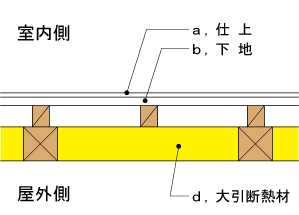 室内側
a，仕 上
b，下 地
屋外側
d，大引断熱材